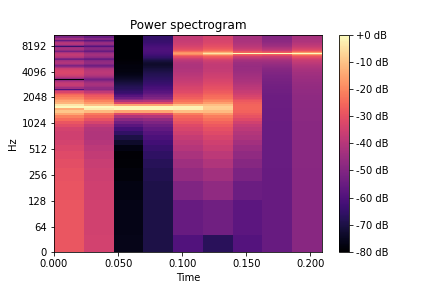 Power spectrogram
8192
4096
2048
1024
512
256
128
64
0
Hz
0.000 0.050 0.100 0.150 0.200
Time
+0 dB
-10 dB
-20 dB
-30 dB
-40 dB
-50 dB
-60 dB
-70 dB
-80 dB